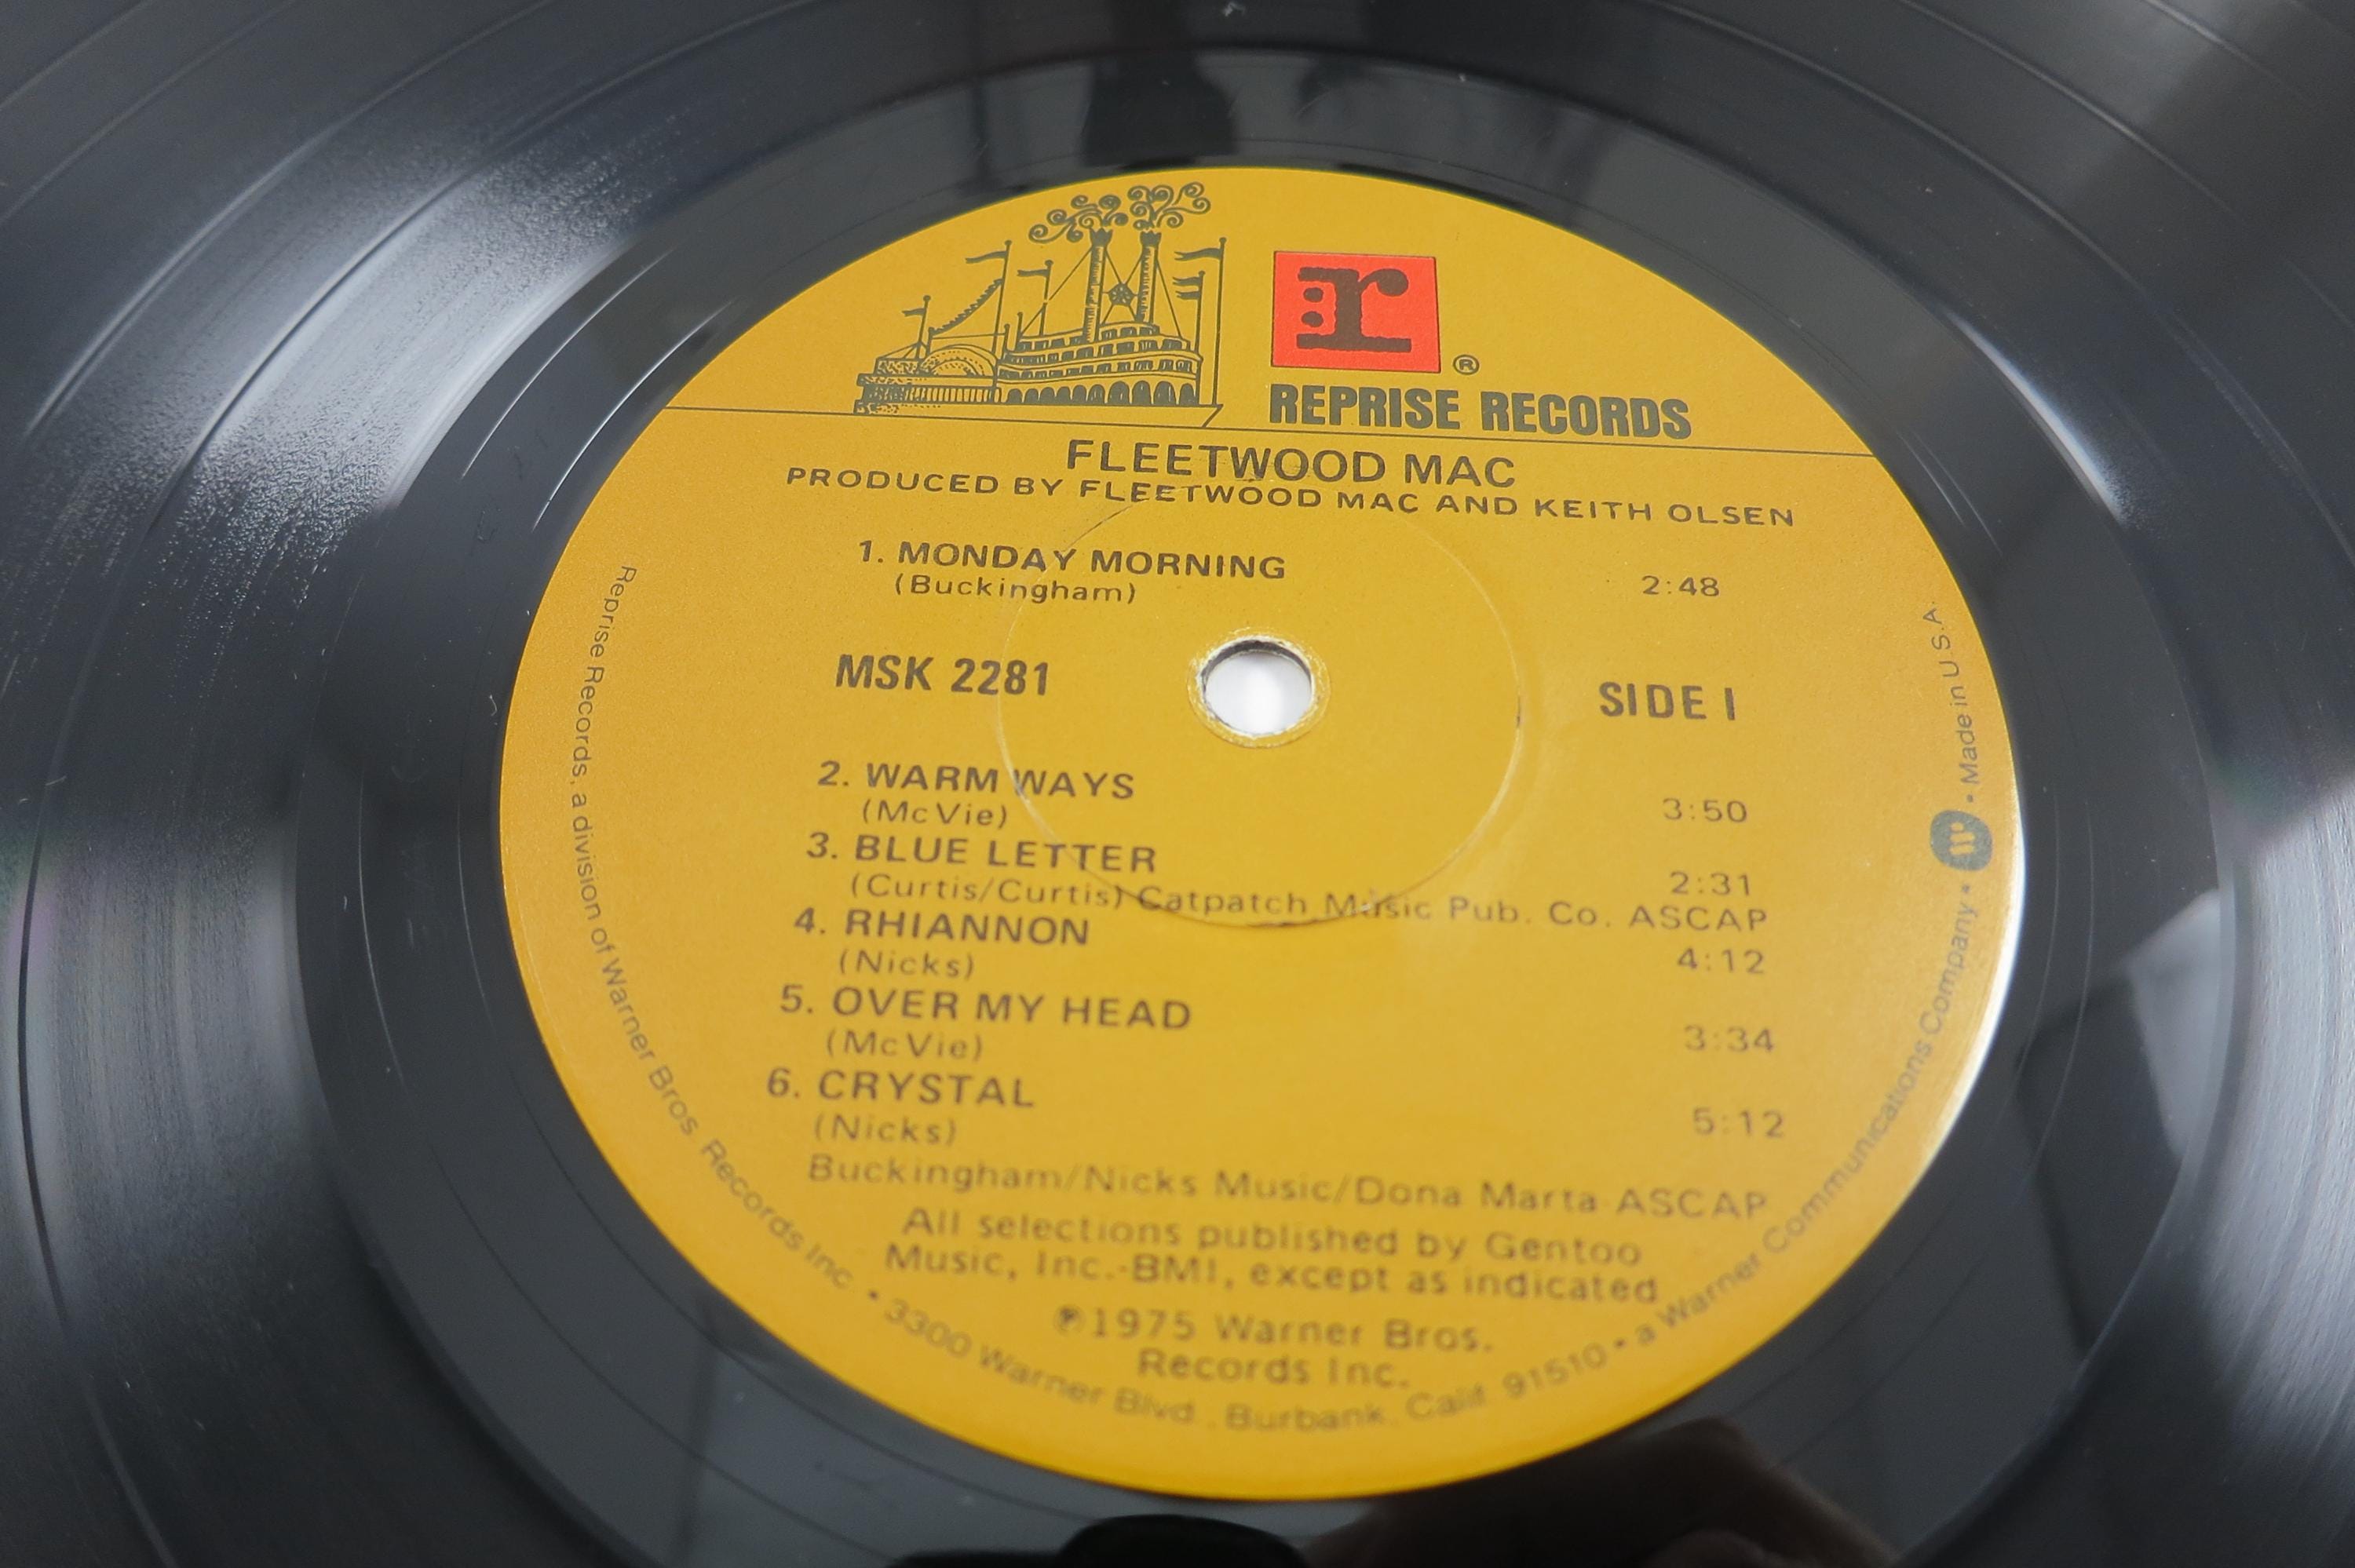 r
®
REPRISE RECORDS
FLEETWOOD MAC
PRODUCED BY FLEETWOOD MAC AND KEITH OLSEN
1. MONDAY MORNING
(Buckingham) 2:48
MSK 2281 SIDE I
2. WARM WAYS
(McVie) 3:50
3. BLUE LETTER
2:31
(Curtis/Curtis) Catpatch Music Pub. Co. ASCAP
4. RHIANNON
(Nicks) 4:12
5. OVER MY HEAD
(McVie) 3:34
6. CRYSTAL
(Nicks) 5:12
Buckingham/Nicks Music/Dona Marta-ASCAP
All selections published by Gentoo
Music, Inc.-BMI, except as indicated
℗1975 Warner Bros.
Records Inc.
Reprise Records, a division of Warner Bros. Records Inc. • 3300 Warner Blvd., Burbank, Calif. 91510 • a Warner Communications Company • W • Made in U.S.A.